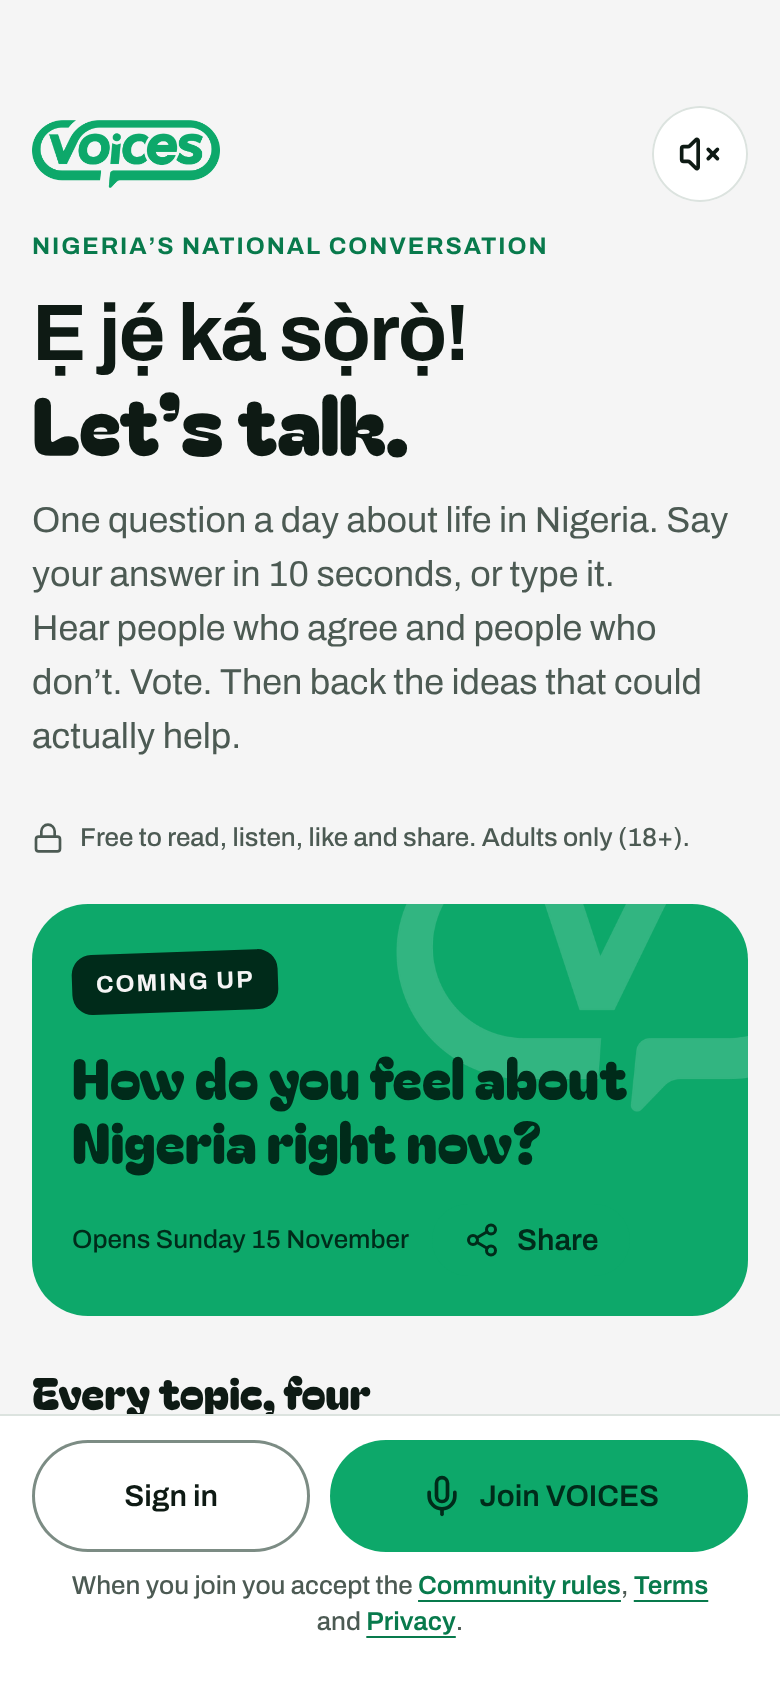 voices
NIGERIA’S NATIONAL CONVERSATION
Ẹ jẹ́ ká sọ̀rọ̀!
Let’s talk.
One question a day about life in Nigeria. Say
your answer in 10 seconds, or type it.
Hear people who agree and people who
don’t. Vote. Then back the ideas that could
actually help.
Free to read, listen, like and share. Adults only (18+).
COMING UP
How do you feel about
Nigeria right now?
Opens Sunday 15 November
Share
Every topic, four
Sign in
Join VOICES
When you join you accept the Community rules, Terms
and Privacy.